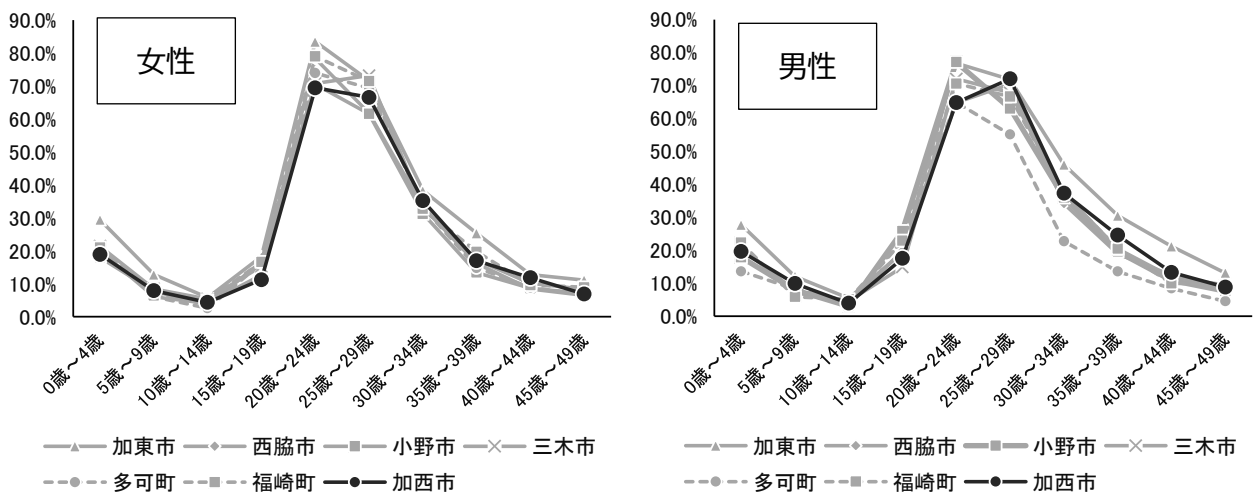 女性
90.0%
80.0%
70.0%
60.0%
50.0%
40.0%
30.0%
20.0%
10.0%
0.0%
0歳～4歳
5歳～9歳
10歳～14歳
15歳～19歳
20歳～24歳
25歳～29歳
30歳～34歳
35歳～39歳
40歳～44歳
45歳～49歳
加東市 西脇市 小野市 三木市
多可町 福崎町 加西市
男性
90.0%
80.0%
70.0%
60.0%
50.0%
40.0%
30.0%
20.0%
10.0%
0.0%
0歳～4歳
5歳～9歳
10歳～14歳
15歳～19歳
20歳～24歳
25歳～29歳
30歳～34歳
35歳～39歳
40歳～44歳
45歳～49歳
加東市 西脇市 小野市 三木市
多可町 福崎町 加西市